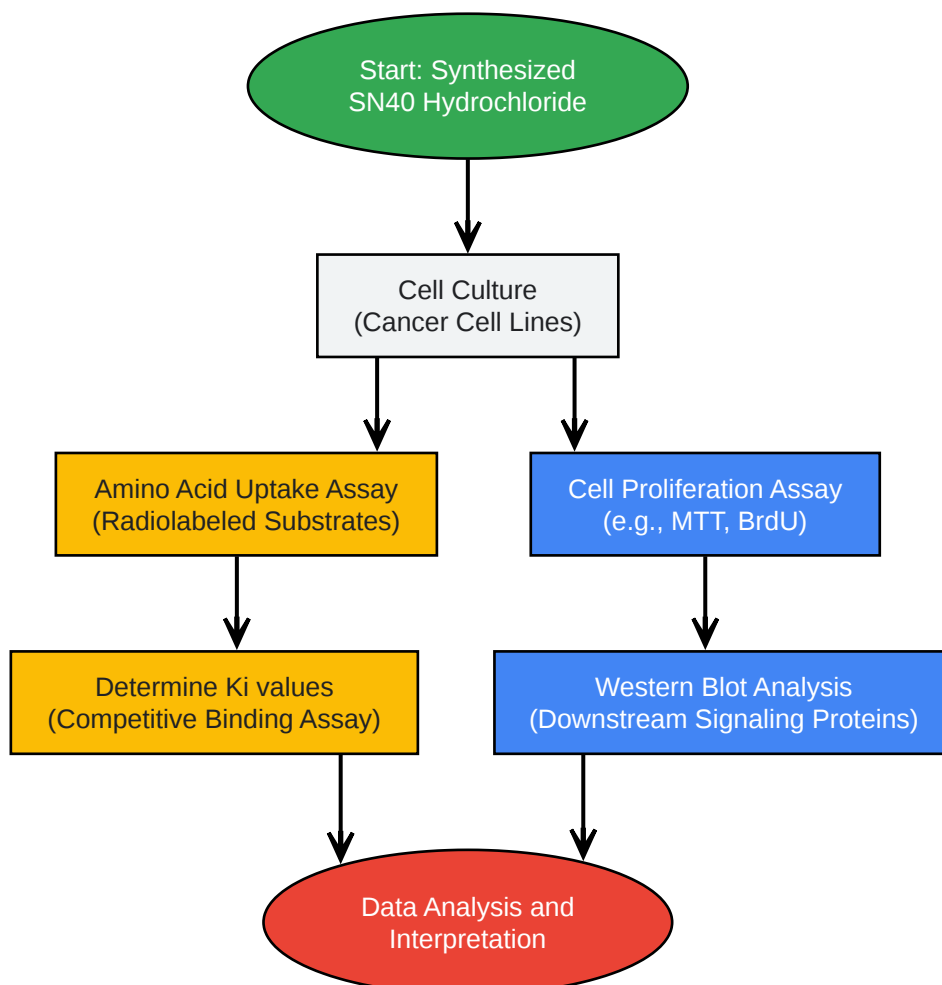 Start: Synthesized
SN40 Hydrochloride
Cell Culture
(Cancer Cell Lines)
Amino Acid Uptake Assay
(Radiolabeled Substrates)
Cell Proliferation Assay
(e.g., MTT, BrdU)
Determine Ki values
(Competitive Binding Assay)
Western Blot Analysis
(Downstream Signaling Proteins)
Data Analysis and
Interpretation